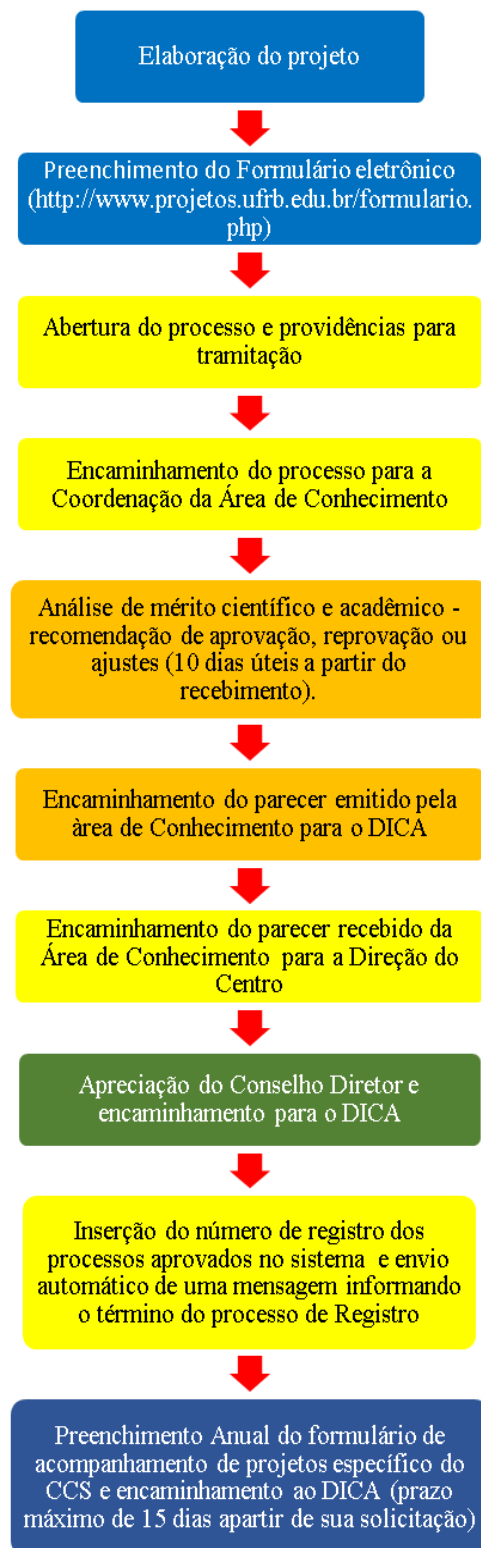 Elaboração do projeto
Preenchimento do Formulário eletrônico
(http://www.projetos.ufrb.edu.br/formulario.
php)
Abertura do processo e providências para
tramitação
Encaminhamento do processo para a
Coordenação da Área de Conhecimento
Análise de mérito científico e acadêmico -
recomendação de aprovação, reprovação ou
ajustes (10 dias úteis a partir do
recebimento).
Encaminhamento do parecer emitido pela
àrea de Conhecimento para o DICA
Encaminhamento do parecer recebido da
Área de Conhecimento para a Direção do
Centro
Apreciação do Conselho Diretor e
encaminhamento para o DICA
Inserção do número de registro dos
processos aprovados no sistema e envio
automático de uma mensagem informando
o término do processo de Registro
Preenchimento Anual do formulário de
acompanhamento de projetos específico do
CCS e encaminhamento ao DICA (prazo
máximo de 15 dias apartir de sua solicitação)